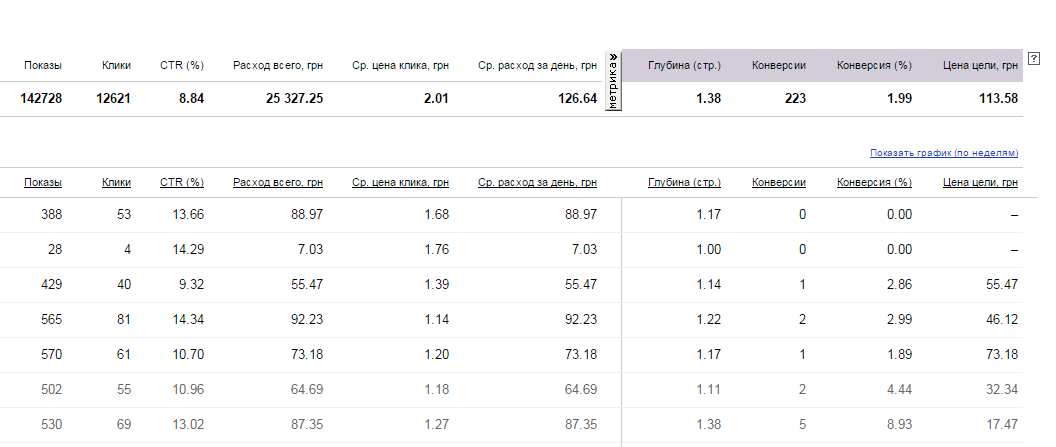 Показы Клики CTR (%) Расход всего, грн Ср. цена клика, грн Ср. расход за день, грн метрика» Глубина (стр.) Конверсии Конверсия (%) Цена цели, грн ?
142728 12621 8.84 25 327.25 2.01 126.64 1.38 223 1.99 113.58
Показать график (по неделям)
Показы Клики CTR (%) Расход всего, грн Ср. цена клика, грн Ср. расход за день, грн Глубина (стр.) Конверсии Конверсия (%) Цена цели, грн
388 53 13.66 88.97 1.68 88.97 1.17 0 0.00 –
28 4 14.29 7.03 1.76 7.03 1.00 0 0.00 –
429 40 9.32 55.47 1.39 55.47 1.14 1 2.86 55.47
565 81 14.34 92.23 1.14 92.23 1.22 2 2.99 46.12
570 61 10.70 73.18 1.20 73.18 1.17 1 1.89 73.18
502 55 10.96 64.69 1.18 64.69 1.11 2 4.44 32.34
530 69 13.02 87.35 1.27 87.35 1.38 5 8.93 17.47